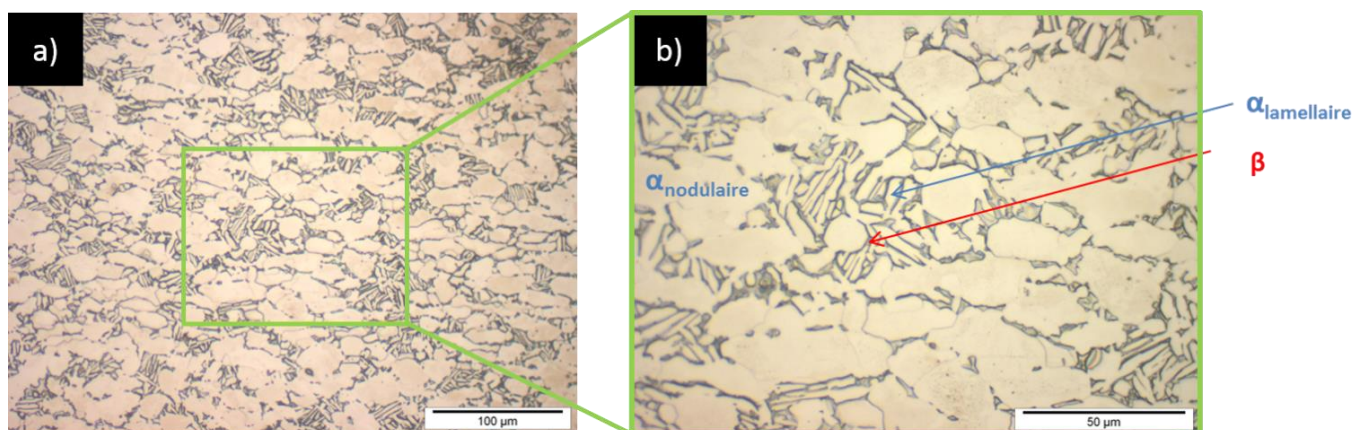 a)
b)
αlamellaire
β
αnodulaire
100 µm
50 µm